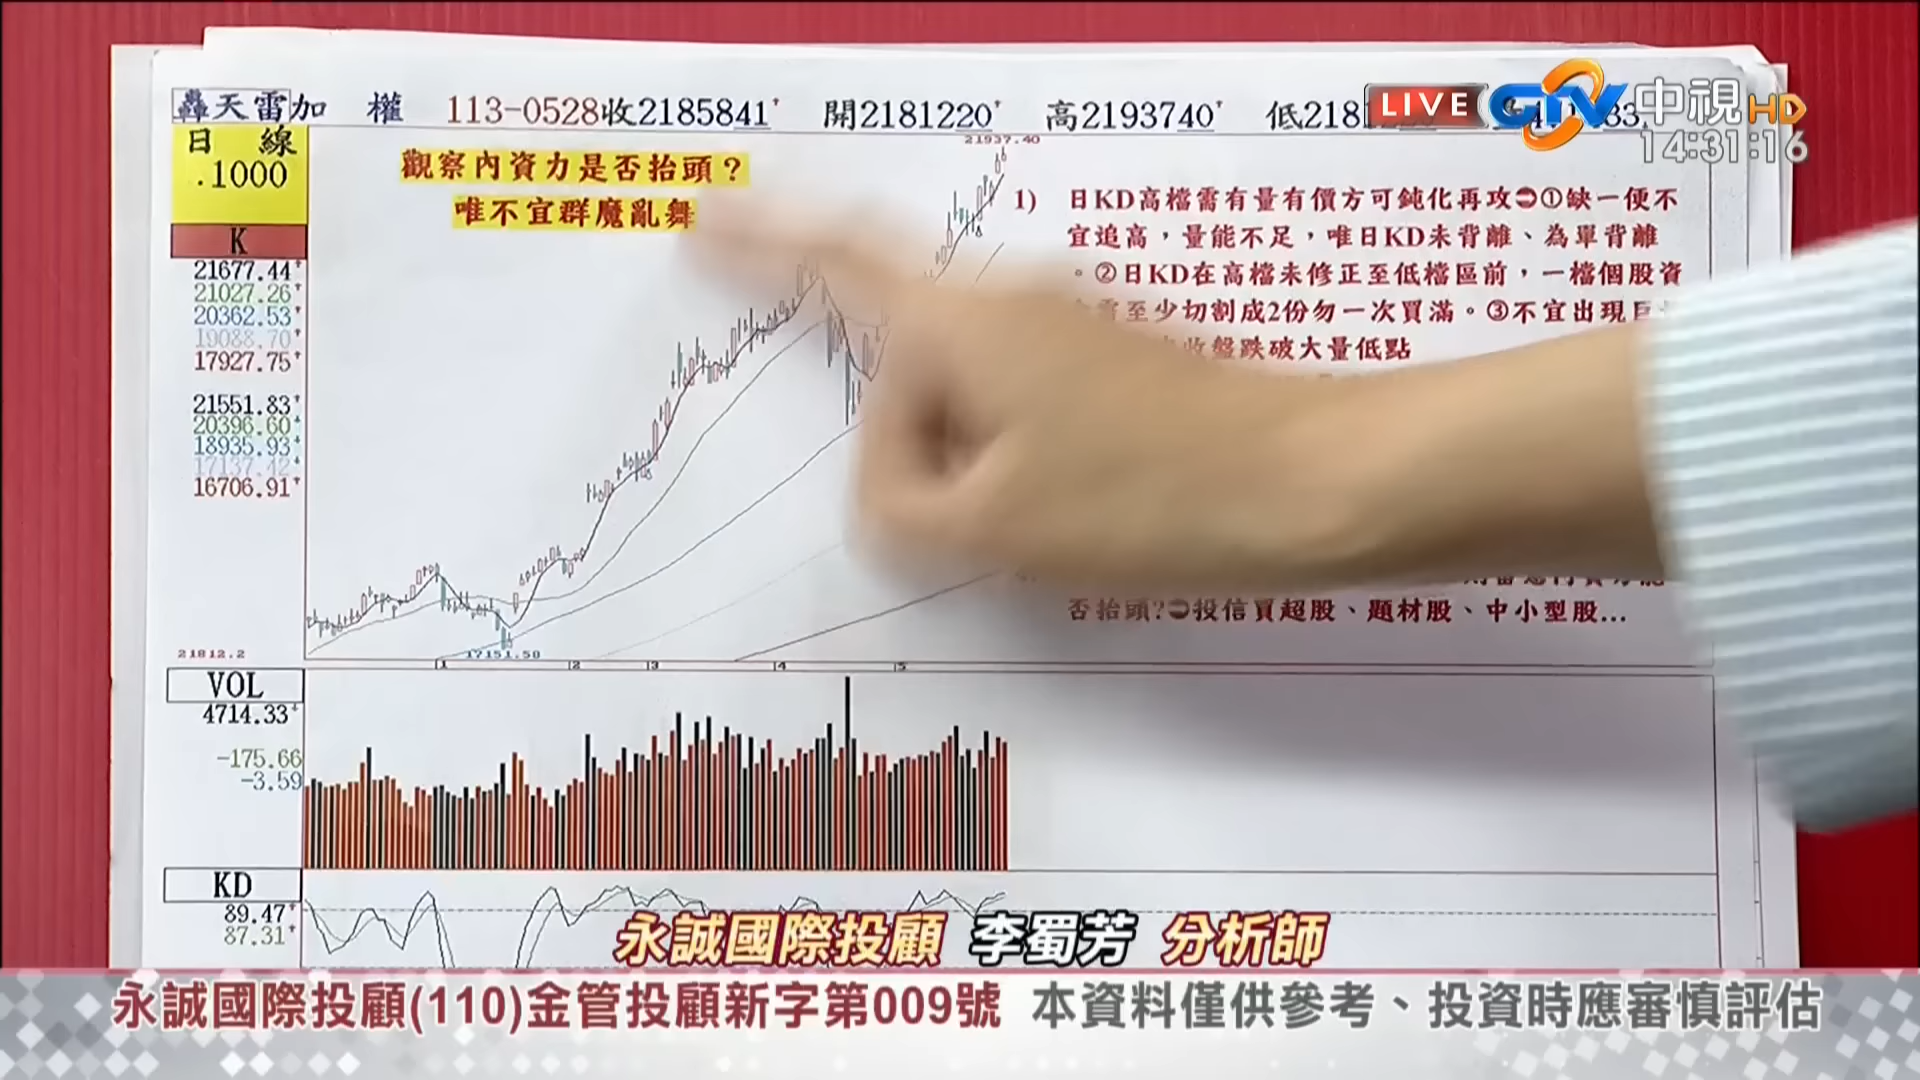 轟天雷加 權 113-0528收2185841 開2181220 高2193740 低218
LIVE CTV 中視HD
14:31:16
日 線
.1000
K
21677.44
21027.26
20362.53
19088.70
17927.75
21551.83
20396.60
18935.93
17137.42
16706.91
21812.2
觀察內資力是否抬頭？
唯不宜群魔亂舞
21937.40
17151.58
1 2 3 4 5
1) 日KD高檔需有量有價方可鈍化再攻➲①缺一便不
宜追高，量能不足，唯日KD未背離、為單背離
。②日KD在高檔未修正至低檔區前，一檔個股資
至少切割成2份勿一次買滿。③不宜出現巨
收盤跌破大量低點
否抬頭?➲投信買超股、題材股、中小型股...
VOL
4714.33
-175.66
-3.59
KD
89.47
87.31
永誠國際投顧 李蜀芳 分析師
永誠國際投顧(110)金管投顧新字第009號 本資料僅供參考、投資時應審慎評估